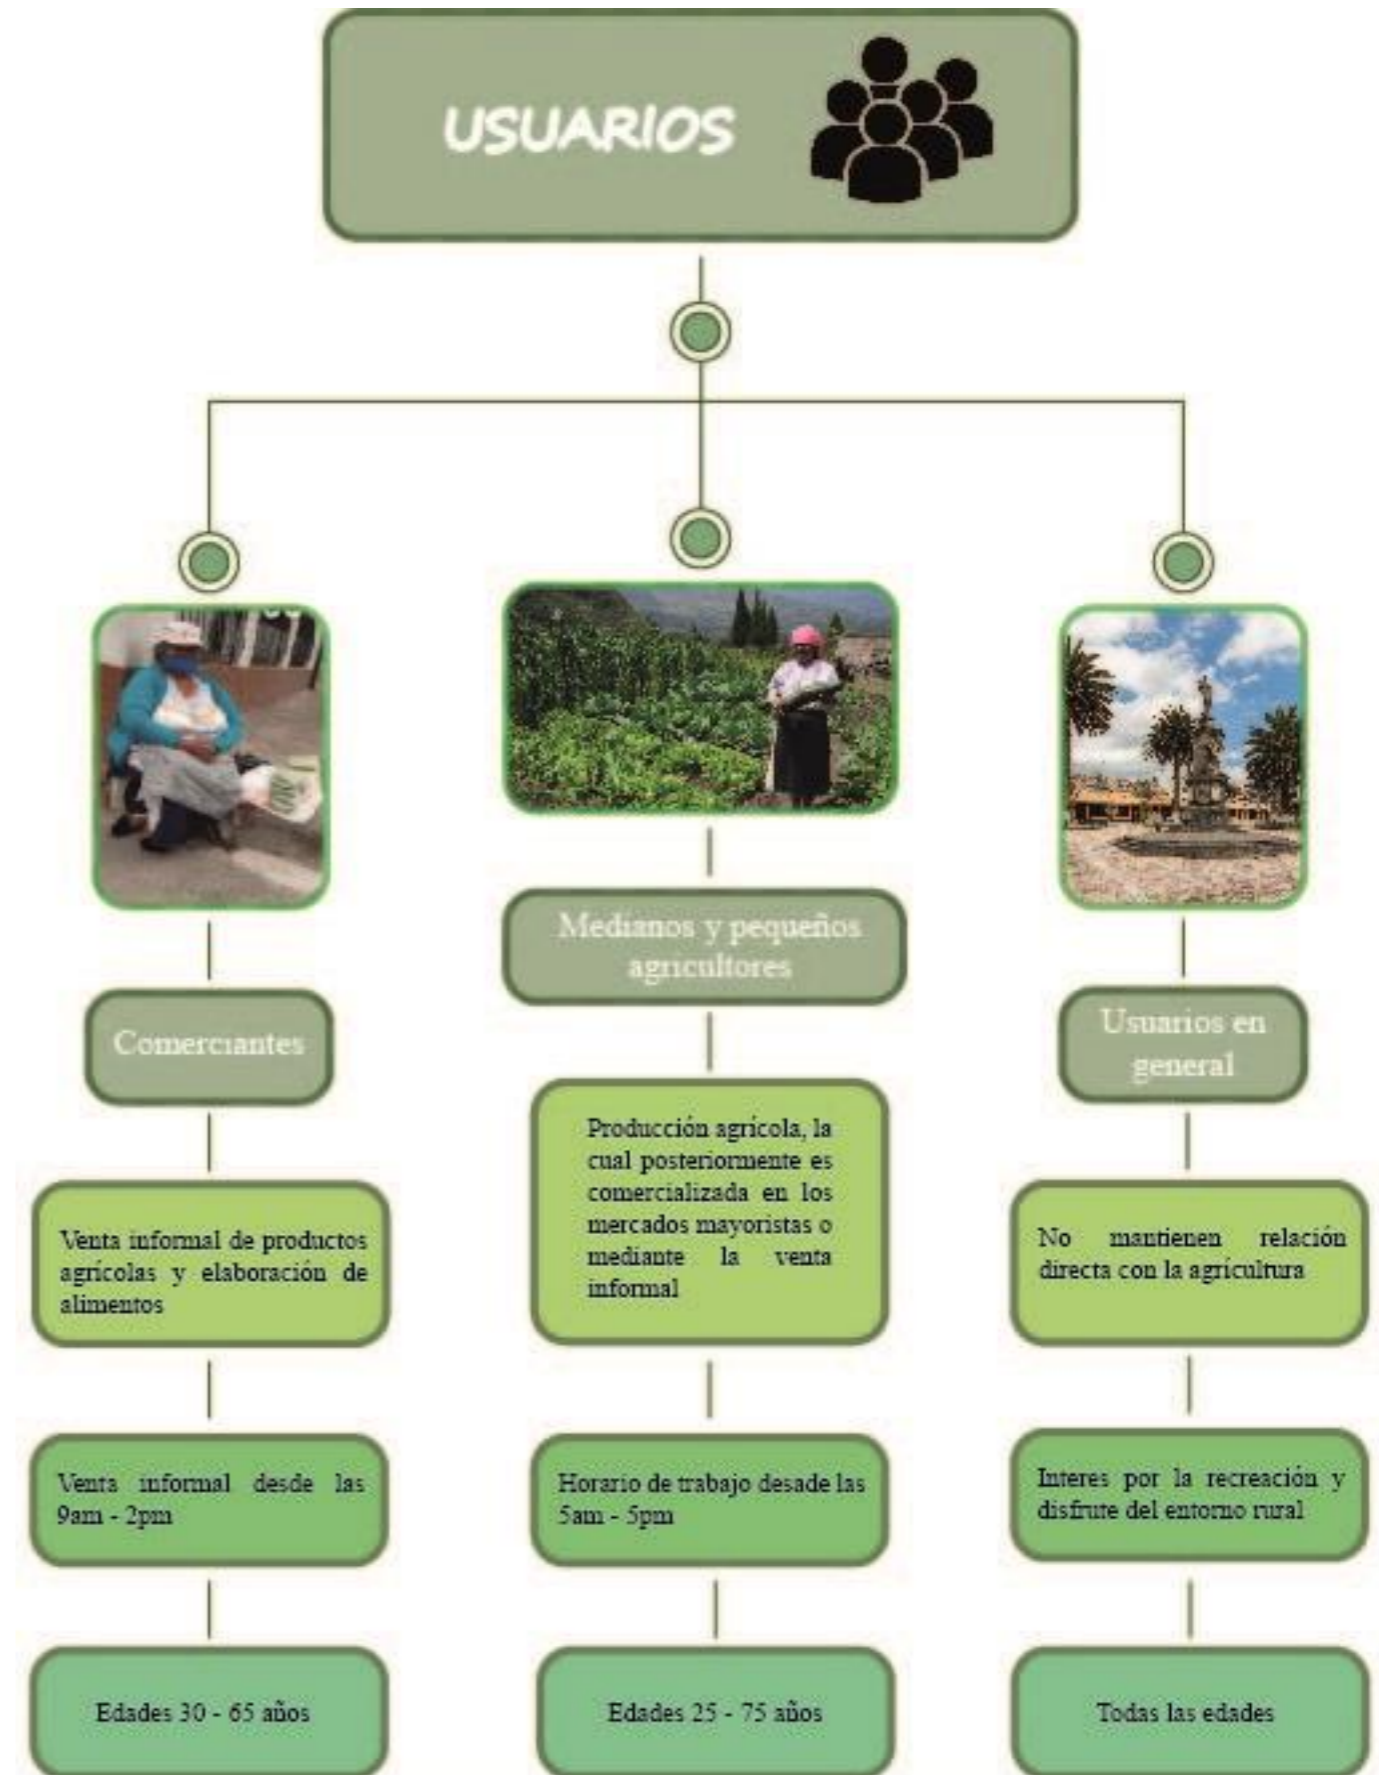 USUARIOS
Comerciantes
Venta informal de productos
agrícolas y elaboración de
alimentos
Venta informal desde las
9am - 2pm
Edades 30 - 65 años
Medianos y pequeños
agricultores
Producción agrícola, la
cual posteriormente es
comercializada en los
mercados mayoristas o
mediante la venta
informal
Horario de trabajo desade las
5am - 5pm
Edades 25 - 75 años
Usuarios en
general
No mantienen relación
directa con la agricultura
Interes por la recreación y
disfrute del entorno rural
Todas las edades